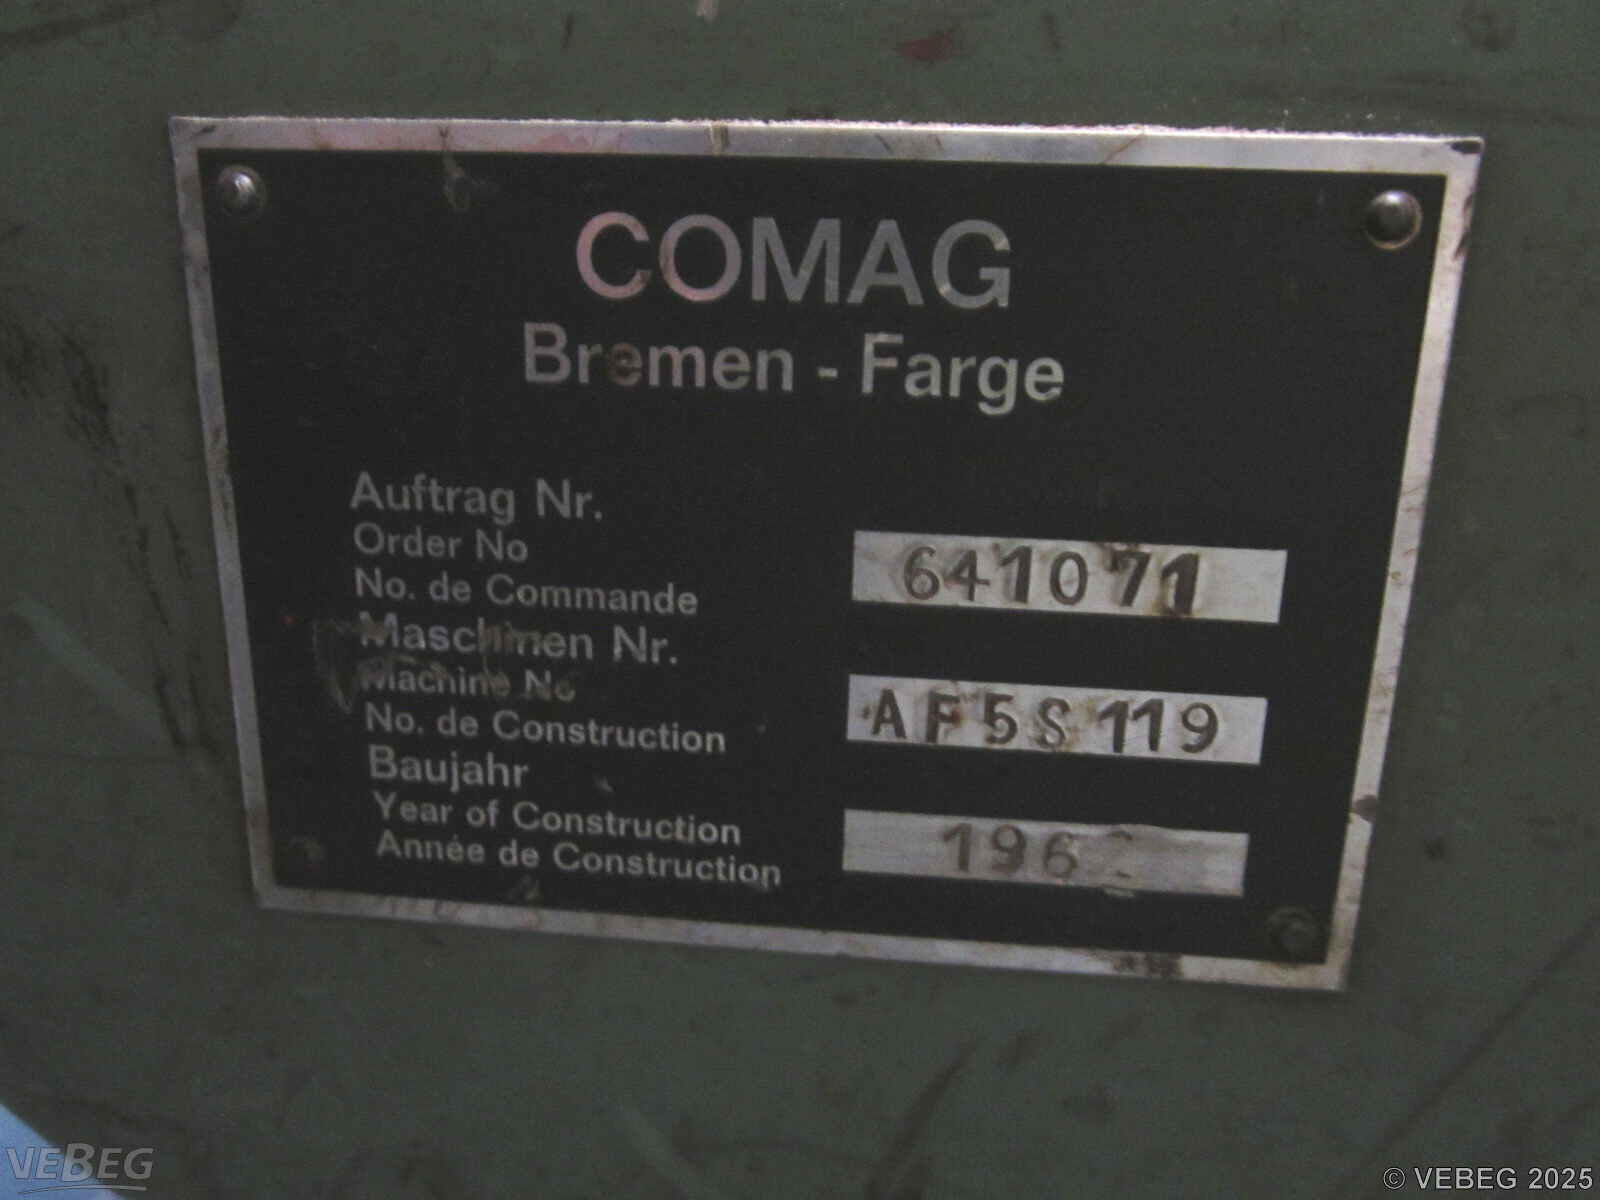 COMAG
Bremen - Farge
Auftrag Nr.
Order No
No. de Commande
641071
Maschinen Nr.
Machine No
No. de Construction
AF5S119
Baujahr
Year of Construction
Année de Construction
1962
VEBEG
© VEBEG 2025